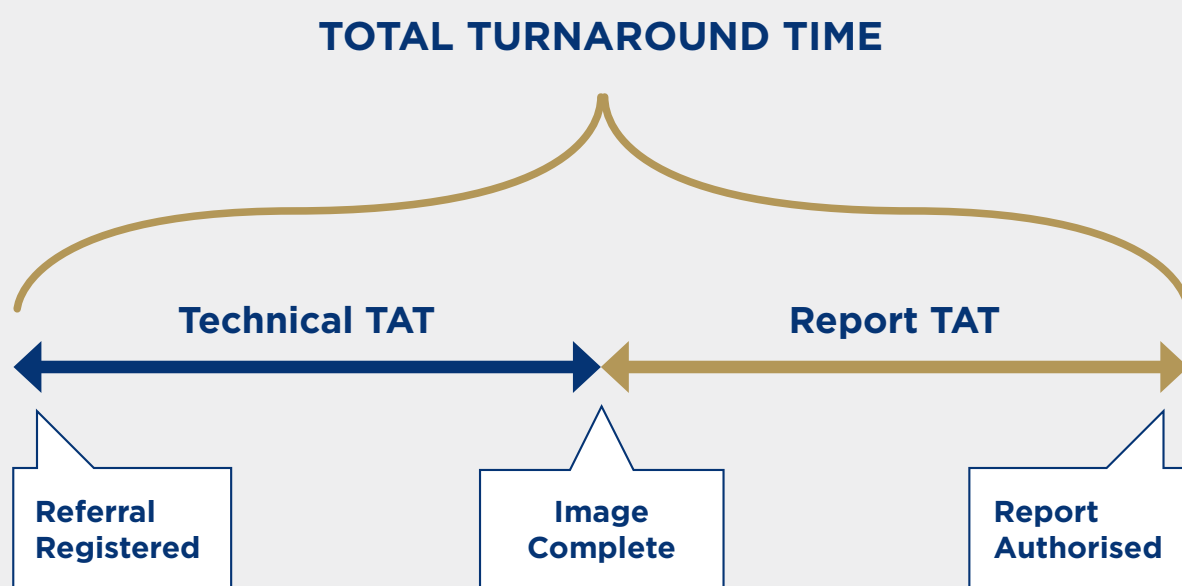 TOTAL TURNAROUND TIME
Technical TAT
Report TAT
Referral
Registered
Image
Complete
Report
Authorised